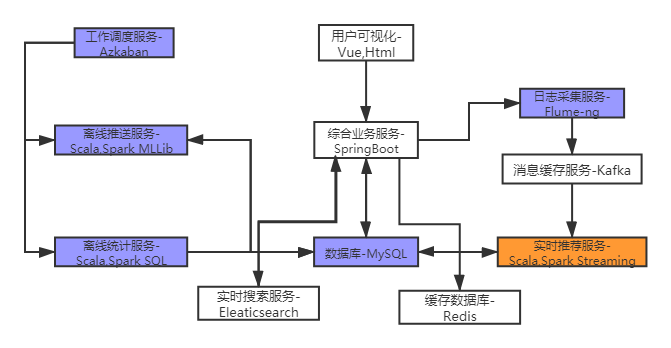 工作调度服务-
Azkaban
用户可视化-
Vue,Html
日志采集服务-
Flume-ng
离线推送服务-
Scala,Spark MLLib
综合业务服务-
SpringBoot
消息缓存服务-Kafka
离线统计服务-
Scala,Spark SQL
数据库-MySQL
实时推荐服务-
Scala,Spark Streaming
实时搜索服务-
Eleaticsearch
缓存数据库-
Redis